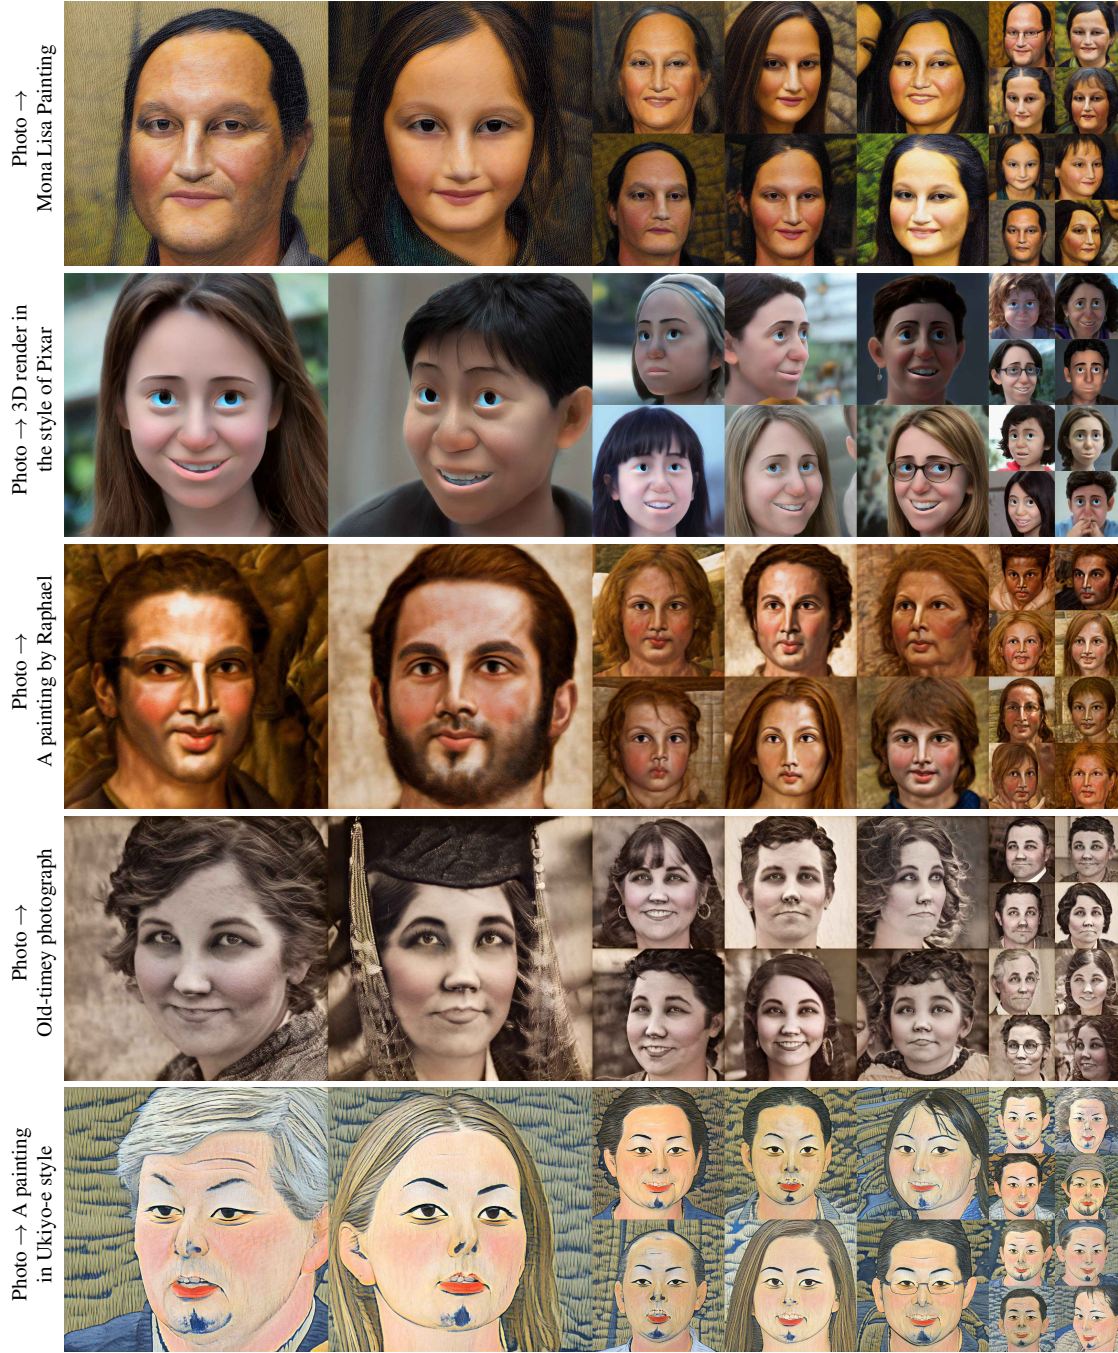 Photo →
Mona Lisa Painting
Photo → 3D render in
the style of Pixar
Photo →
A painting by Raphael
Photo →
Old-timey photograph
Photo → A painting
in Ukiyo-e style